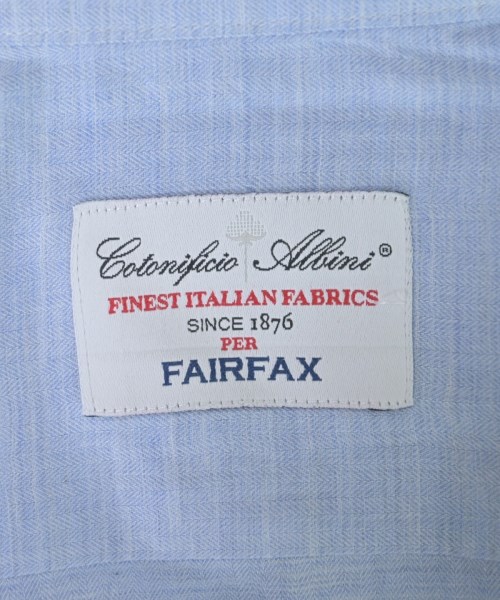 Cotonificio Albini®
FINEST ITALIAN FABRICS
SINCE 1876
PER
FAIRFAX